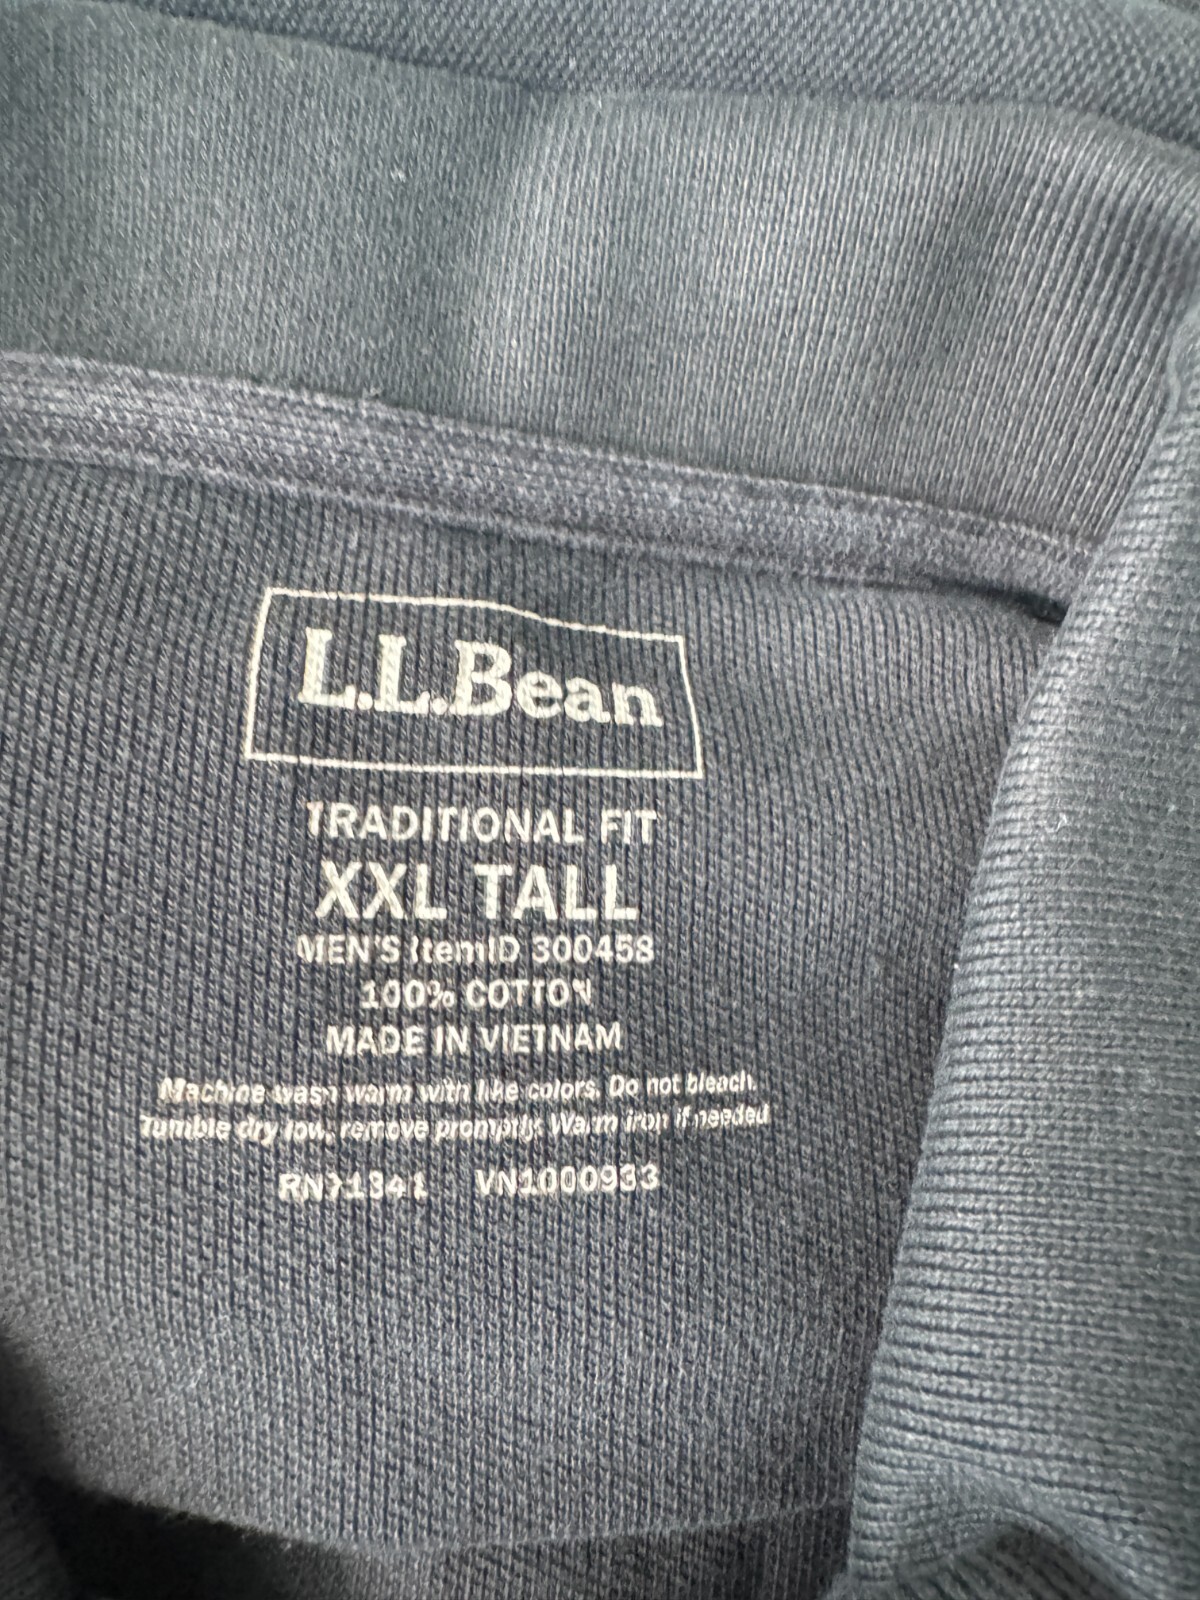 L.L.Bean
TRADITIONAL FIT
XXL TALL
MEN'S ItemID 300458
100% COTTON
MADE IN VIETNAM
Machine wash warm with like colors. Do not bleach.
Tumble dry low, remove promptly. Warm iron if needed
RN71341 VN1000933